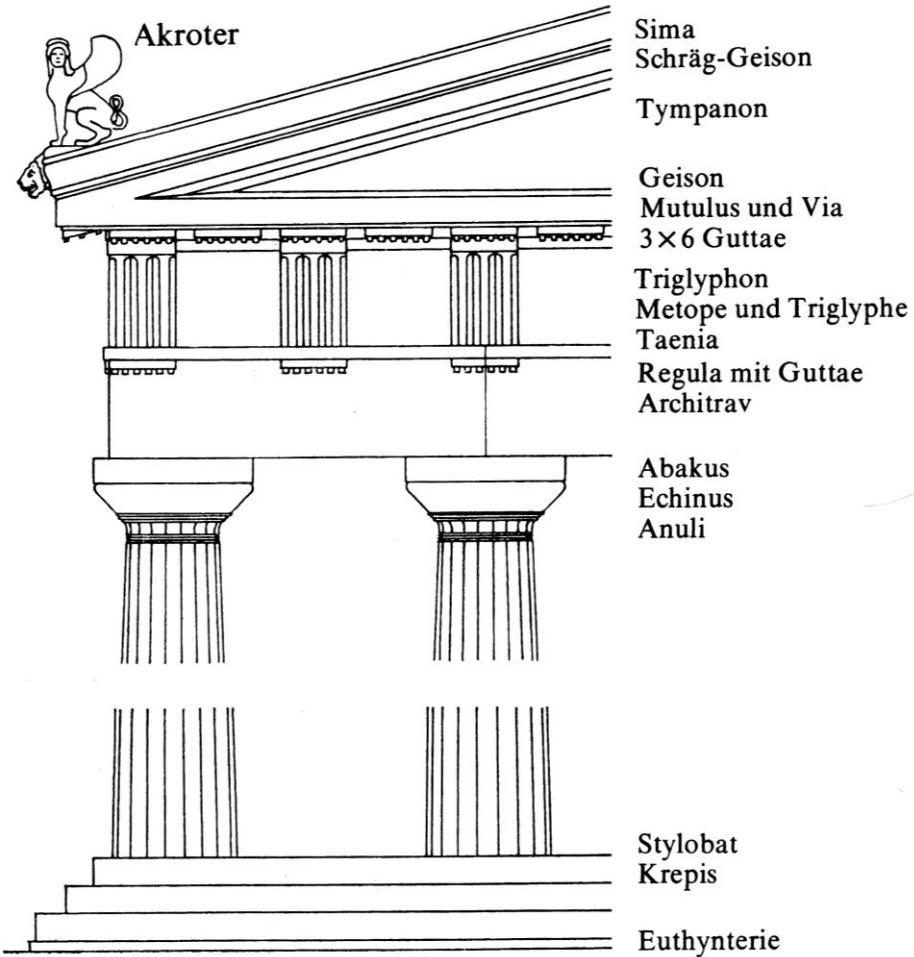 Akroter
Sima
Schräg-Geison
Tympanon
Geison
Mutulus und Via
3×6 Guttae
Triglyphon
Metope und Triglyphe
Taenia
Regula mit Guttae
Architrav
Abakus
Echinus
Anuli
Stylobat
Krepis
Euthynterie